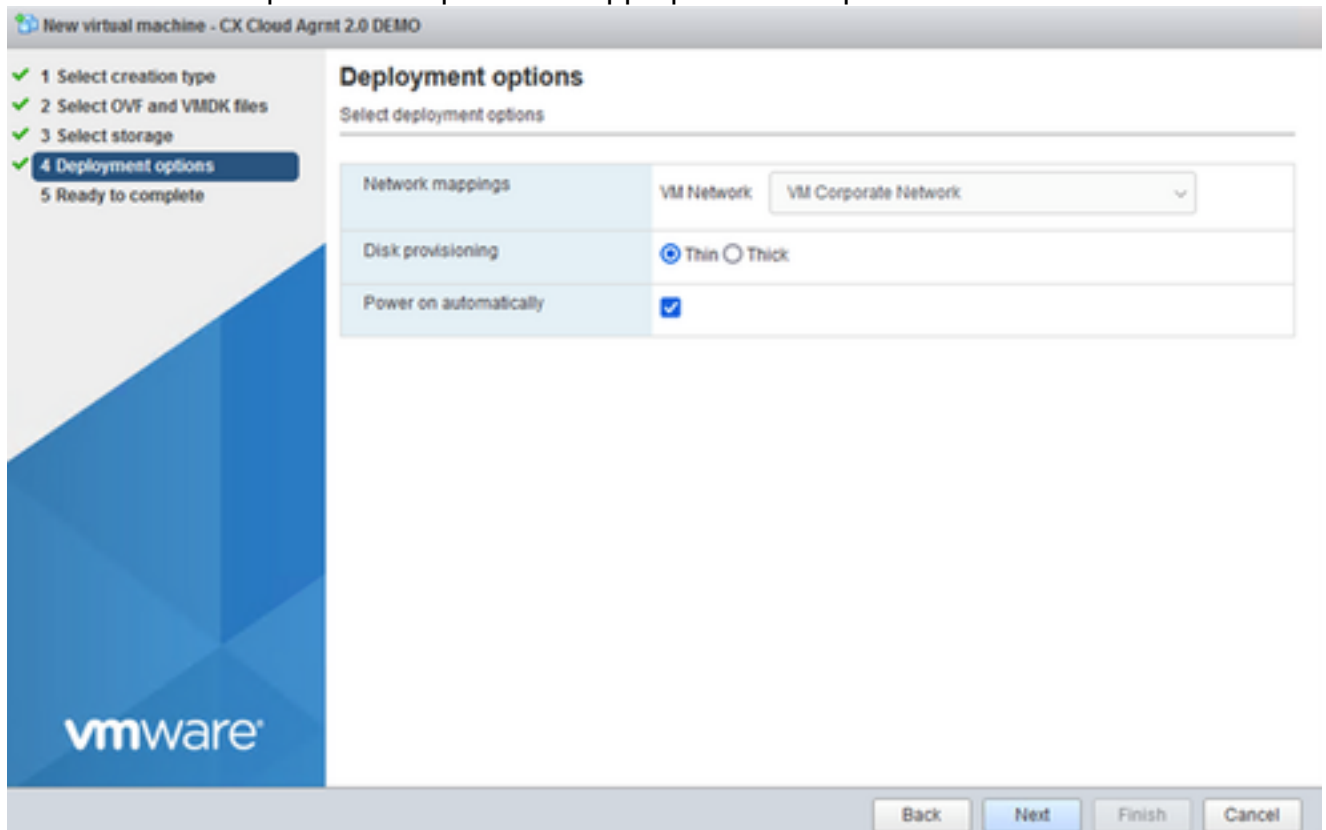 New virtual machine - CX Cloud Agrnt 2.0 DEMO
1 Select creation type
2 Select OVF and VMDK files
3 Select storage
4 Deployment options
5 Ready to complete
Deployment options
Select deployment options
Network mappings
VM Network
VM Corporate Network
Disk provisioning
Thin
Thick
Power on automatically
vmware
Back
Next
Finish
Cancel